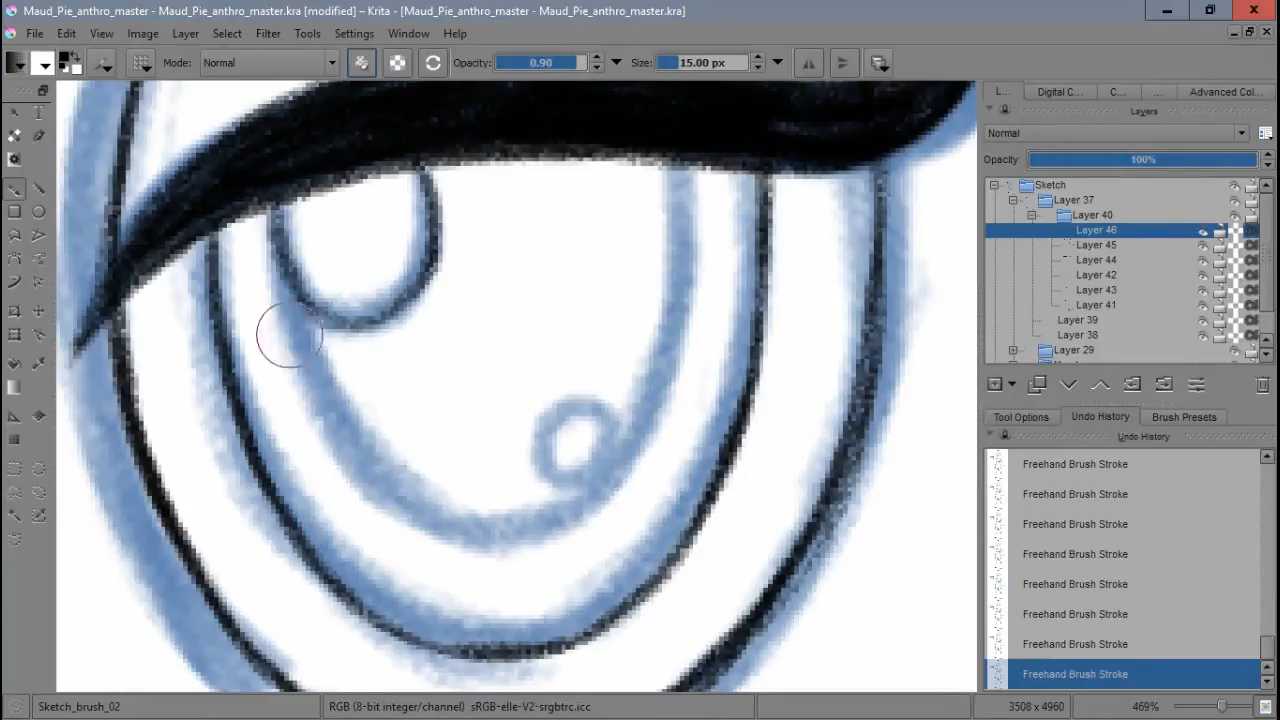 Maud_Pie_anthro_master - Maud_Pie_anthro_master.kra [modified] – Krita - [Maud_Pie_anthro_master - Maud_Pie_anthro_master.kra]
File Edit View Image Layer Select Filter Tools Settings Window Help
Mode: Normal Opacity: 0.90 Size: 15.00 px
L... Digital C... C... ... Advanced Col...
Layers
Normal
Opacity: 100%
Sketch
Layer 37
Layer 40
Layer 46
Layer 45
Layer 44
Layer 42
Layer 43
Layer 41
Layer 39
Layer 38
Layer 29
Tool Options Undo History Brush Presets
Undo History
Freehand Brush Stroke
Freehand Brush Stroke
Freehand Brush Stroke
Freehand Brush Stroke
Freehand Brush Stroke
Freehand Brush Stroke
Freehand Brush Stroke
Freehand Brush Stroke
Sketch_brush_02 RGB (8-bit integer/channel) sRGB-elle-V2-srgbtrc.icc 3508 x 4960 469%